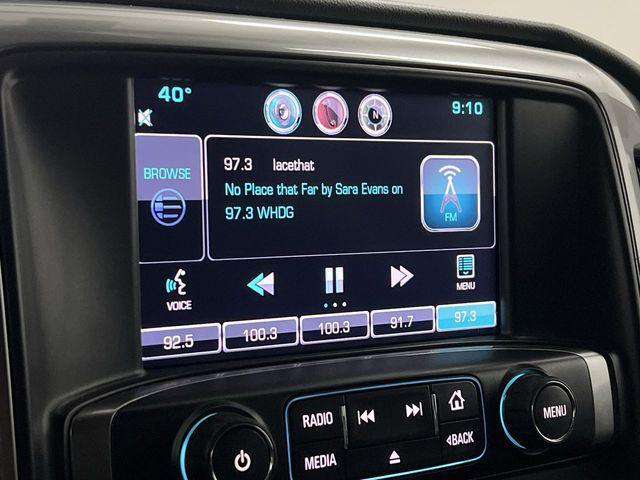 40°
9:10
N
BROWSE
97.3 lacethat
No Place that Far by Sara Evans on
97.3 WHDG
FM
VOICE
MENU
92.5
100.3
100.3
91.7
97.3
RADIO
MENU
MEDIA
BACK